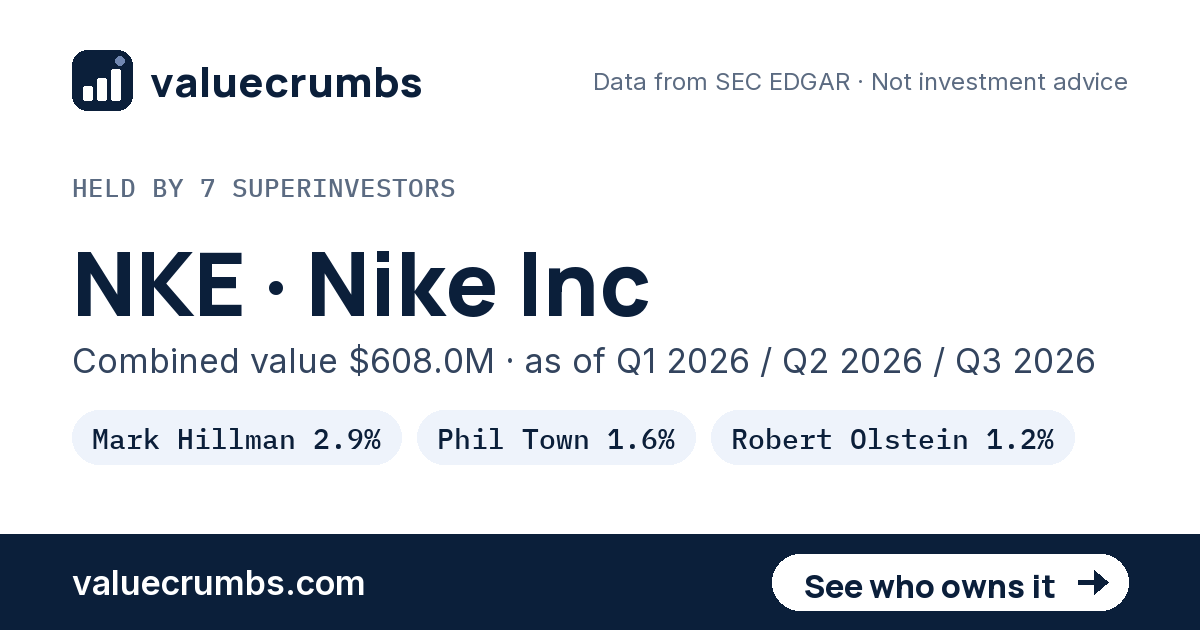 valuecrumbs
Data from SEC EDGAR · Not investment advice
HELD BY 7 SUPERINVESTORS
NKE · Nike Inc
Combined value $608.0M · as of Q1 2026 / Q2 2026 / Q3 2026
Mark Hillman 2.9% Phil Town 1.6% Robert Olstein 1.2%
valuecrumbs.com
See who owns it →